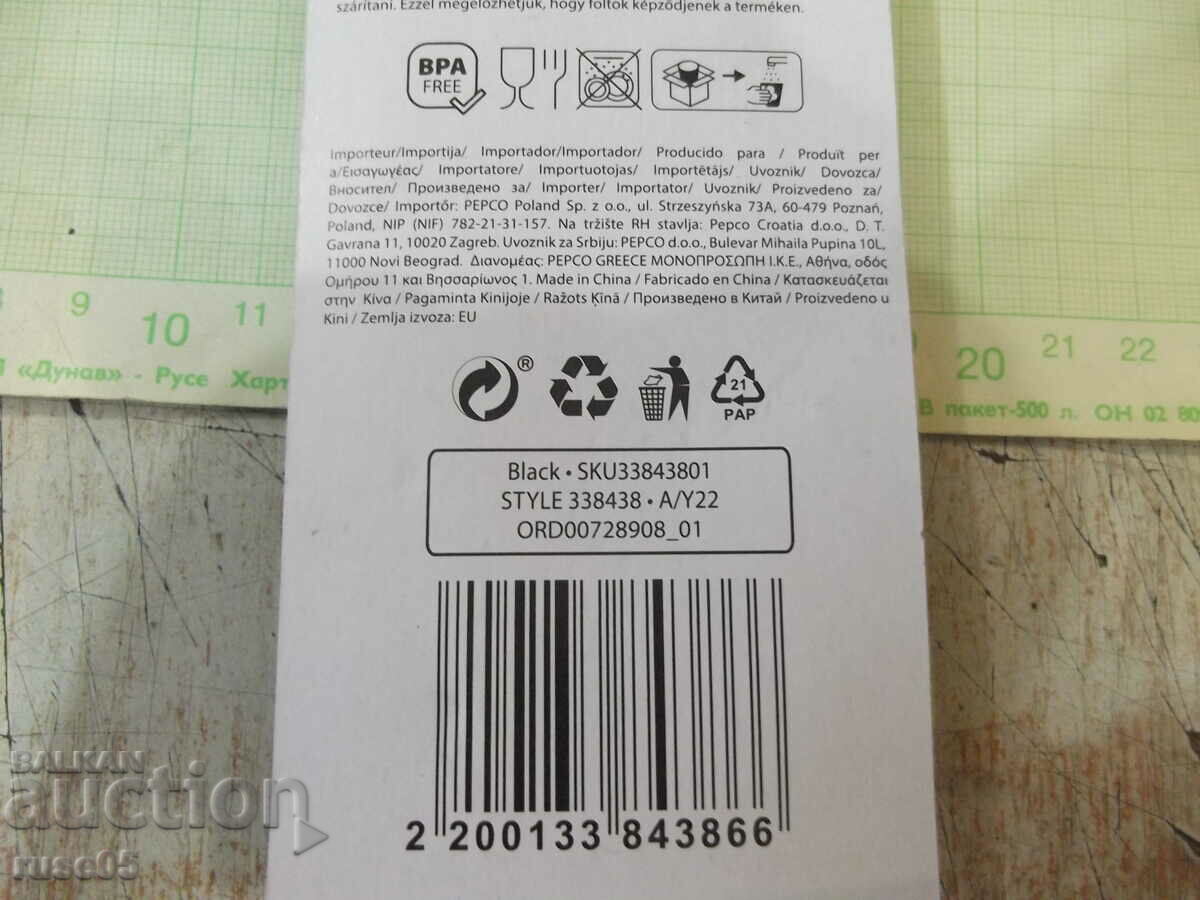 szárítani. Ezzel megelőzhetjük, hogy foltok képződjenek a terméken.
BPA
FREE
Importeur/Importija/ Importador/Importador/ Producido para / Produït per
a/Εισαγωγέας/ Importatore/ Importuotojas/ Importētājs/ Uvoznik/ Dovozca/
Вносител/ Произведено за/ Importer/ Importator/ Uvoznik/ Proizvedeno za/
Dovozce/ Importőr: PEPCO Poland Sp. z o.o., ul. Strzeszyńska 73A, 60-479 Poznań,
Poland, NIP (NIF) 782-21-31-157. Na tržište RH stavlja: Pepco Croatia d.o.o., D. T.
Gavrana 11, 10020 Zagreb. Uvoznik za Srbiju: PEPCO d.o.o., Bulevar Mihaila Pupina 10L,
11000 Novi Beograd. Διανομέας: PEPCO GREECE ΜΟΝΟΠΡΟΣΩΠΗ Ι.Κ.Ε., Αθήνα, οδός
Ομήρου 11 και Βησσαρίωνος 1. Made in China / Fabricado en China / Κατασκευάζεται
στην Κίνα / Pagaminta Kinijoje / Ražots Ķīnā / Произведено в Китай / Proizvedeno u
Kini / Zemlja izvoza: EU
9 10 11
20 21 22
«Дунав» - Русе Харт
В пакет-500 л. ОН 02 80
®
21
PAP
Black • SKU33843801
STYLE 338438 • A/Y22
ORD00728908_01
2 200133 843866
BALKAN
auction
ruse05